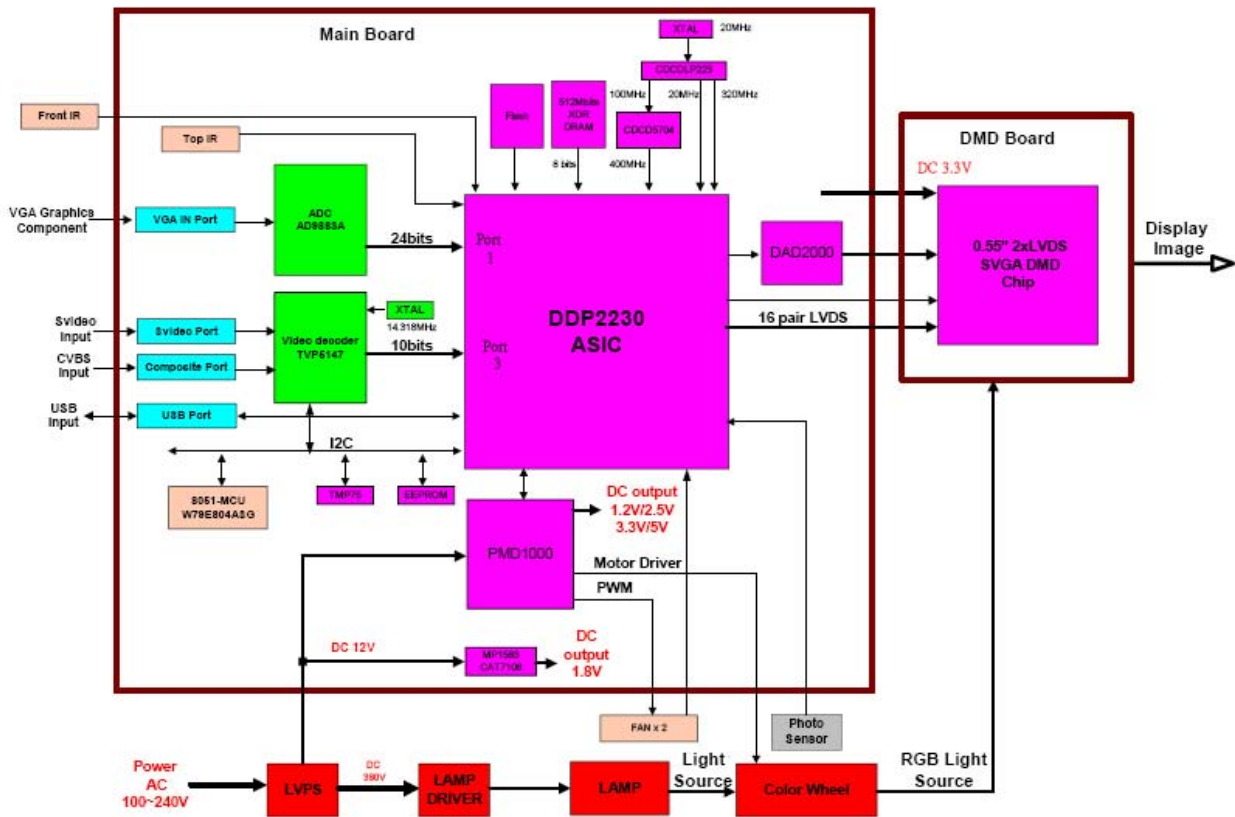 Main Board
XTAL
20MHz
CDCDLP223
100MHz
20MHz
320MHz
Front IR
Top IR
Flash
512Mbits
XDR
DRAM
CDCD5704
8 bits
400MHz
DMD Board
DC 3.3V
VGA Graphics
Component
VGA IN Port
ADC
AD9883A
24bits
Port
1
DAD2000
0.55" 2xLVDS
SVGA DMD
Chip
Display
Image
Svideo
Input
Svideo Port
Video decoder
TVP5147
XTAL
14.318MHz
10bits
Port
3
DDP2230
ASIC
16 pair LVDS
CVBS
Input
Composite Port
USB
Input
USB Port
I2C
8051-MCU
W79E804ASG
TMP75
EEPROM
DC output
1.2V/2.5V
3.3V/5V
PMD1000
Motor Driver
PWM
DC 12V
DC
output
1.8V
FAN x 2
Photo
Sensor
Power
AC
100~240V
LVPS
DC
380V
LAMP
DRIVER
LAMP
Light
Source
Color Wheel
RGB Light
Source